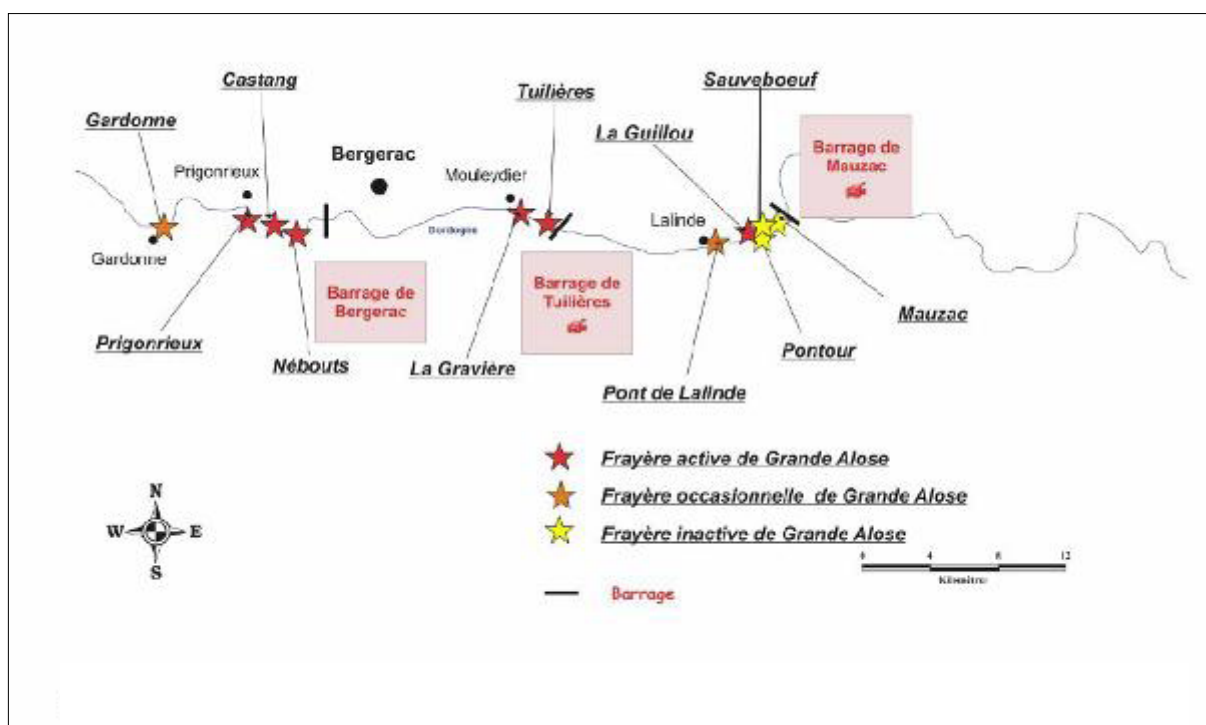 Castang
Sauveboeuf
Tuilières
Gardonne
La Guillou
Barrage de
Mauzac
Bergerac
Prigonrieux
Mouleydier
Lalinde
Dordogne
Gardonne
Barrage de
Bergerac
Barrage de
Tuilières
Mauzac
Prigonrieux
Nébouts
La Gravière
Pontour
Pont de Lalinde
Frayère active de Grande Alose
Frayère occasionnelle de Grande Alose
Frayère inactive de Grande Alose
N
W
E
S
0 4 8 12
Kilomètres
Barrage